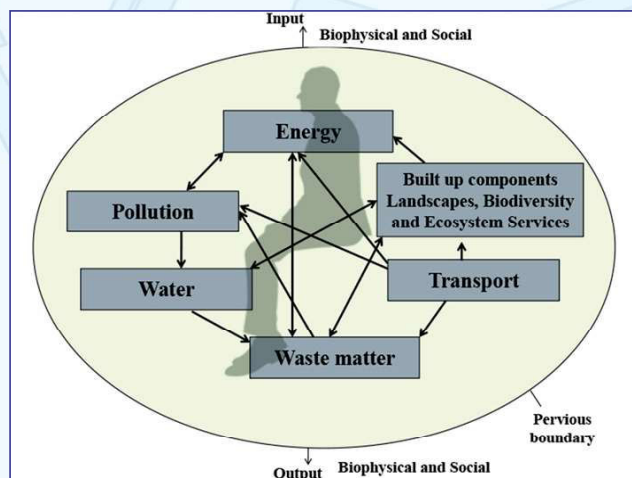 Input
Biophysical and Social
Energy
Built up components
Landscapes, Biodiversity
and Ecosystem Services
Pollution
Water
Transport
Waste matter
Pervious
boundary
Output
Biophysical and Social